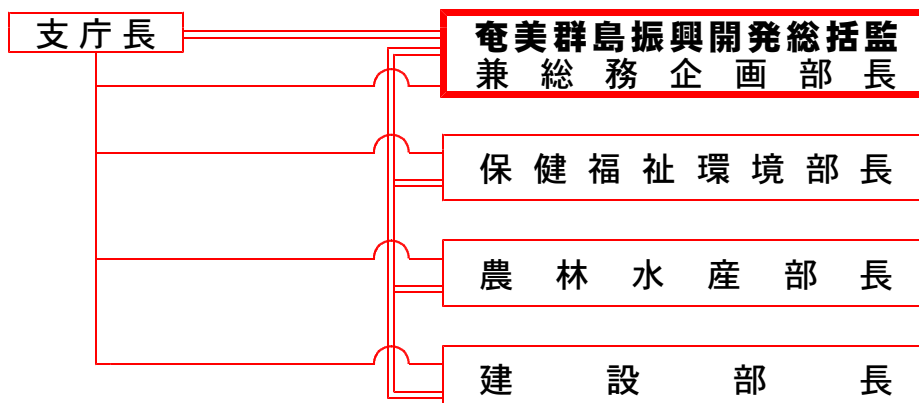 支庁長
奄美群島振興開発総括監
兼総務企画部長
保健福祉環境部長
農林水産部長
建設部長